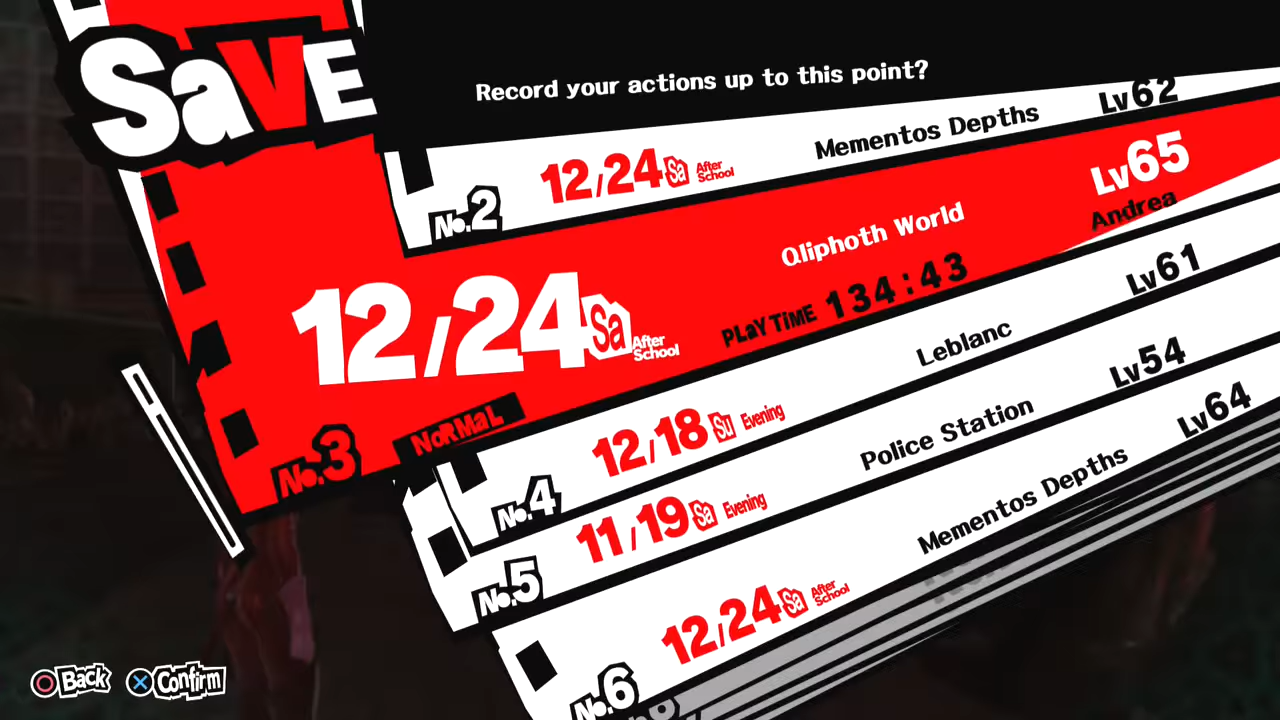 SaVE
Record your actions up to this point?
No.2 12/24 Sa After School Mementos Depths Lv62
No.3 12/24 Sa After School Qliphoth World Lv65
Andrea
PLaY TiME 134:43
NoRMaL
No.4 12/18 Su Evening Leblanc Lv61
No.5 11/19 Sa Evening Police Station Lv54
No.6 12/24 Sa After School Mementos Depths Lv64
Back Confirm